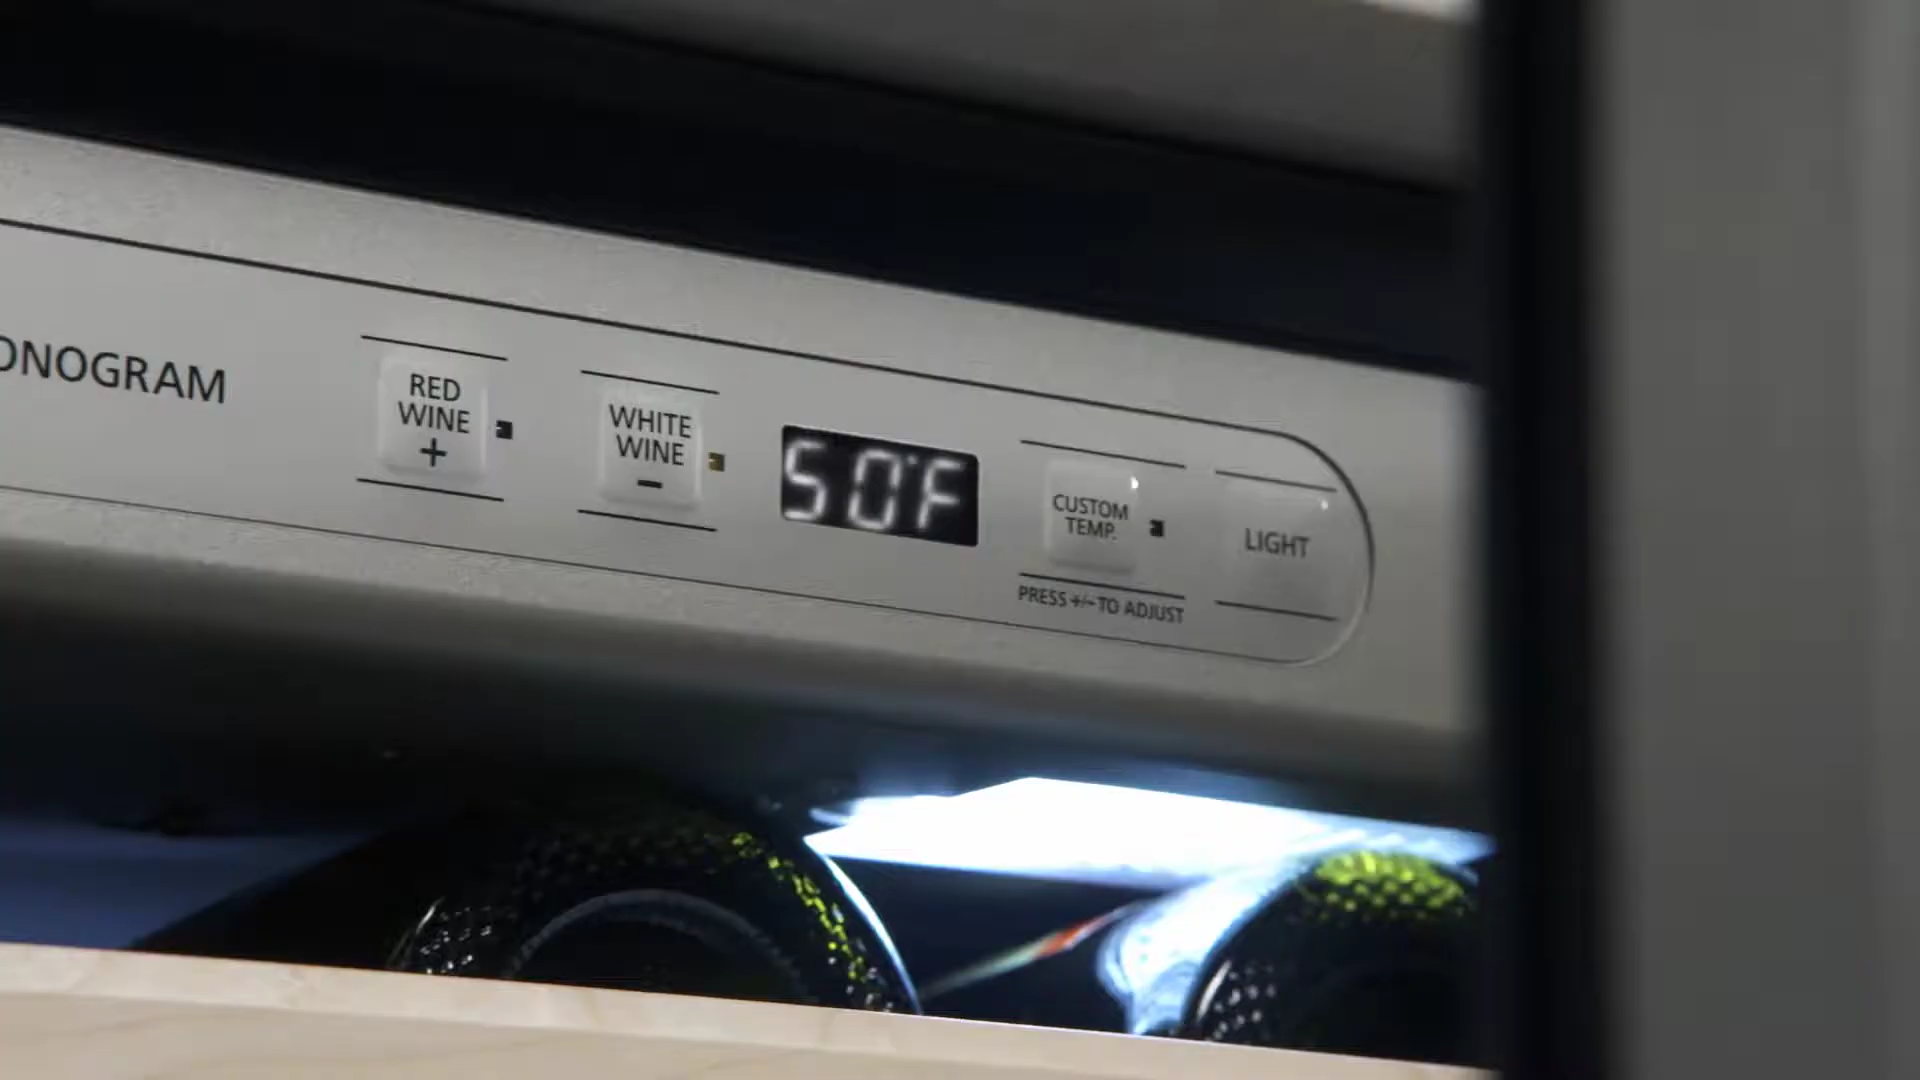 ONOGRAM
RED
WINE
+
WHITE
WINE
-
50°F
CUSTOM
TEMP.
PRESS +/- TO ADJUST
LIGHT